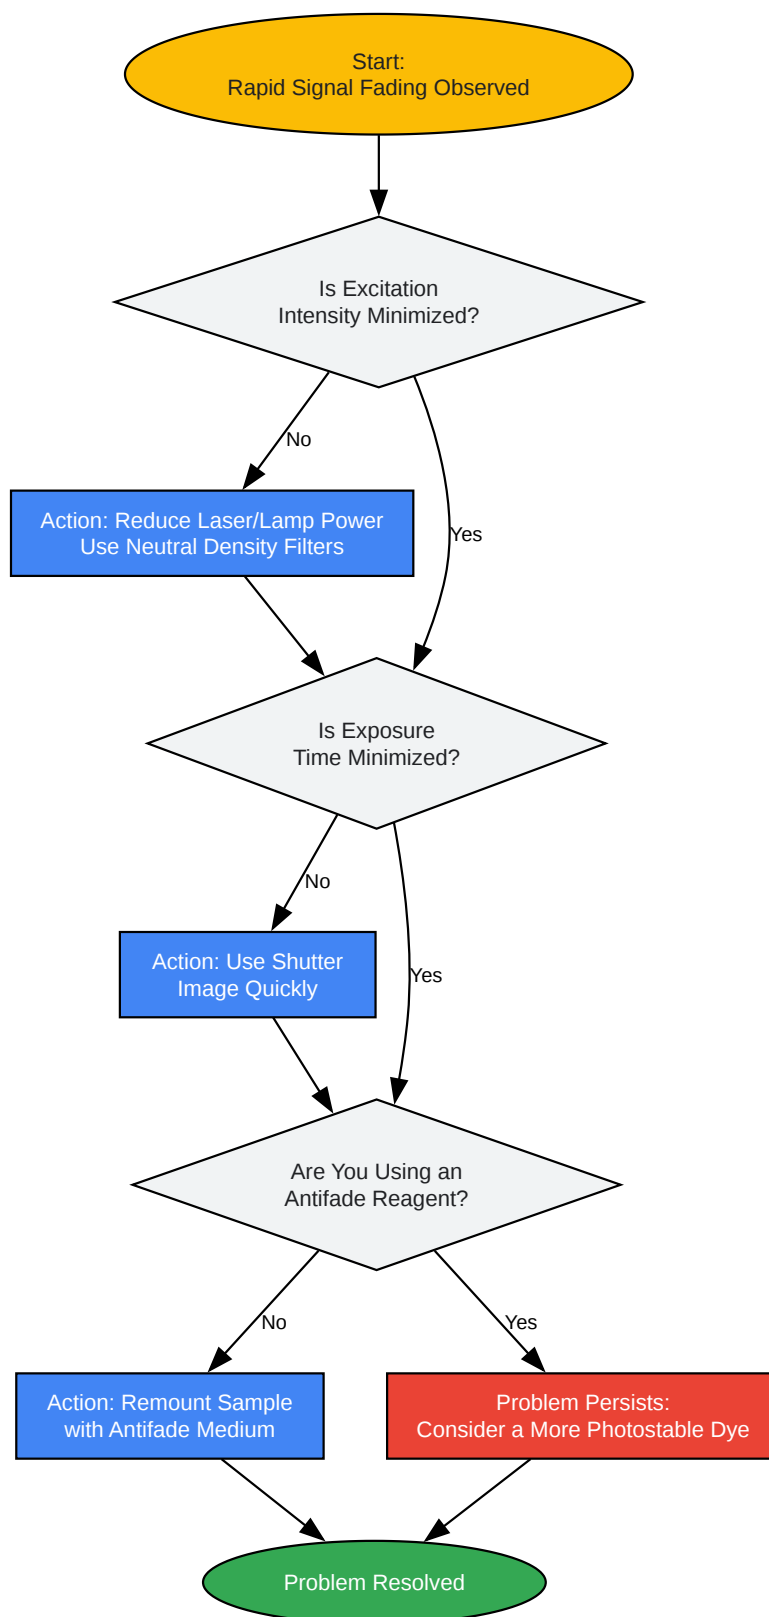 Start:
Rapid Signal Fading Observed
Is Excitation
Intensity Minimized?
No
Action: Reduce Laser/Lamp Power
Use Neutral Density Filters
Yes
Is Exposure
Time Minimized?
No
Action: Use Shutter
Image Quickly
Yes
Are You Using an
Antifade Reagent?
No
Yes
Action: Remount Sample
with Antifade Medium
Problem Persists:
Consider a More Photostable Dye
Problem Resolved